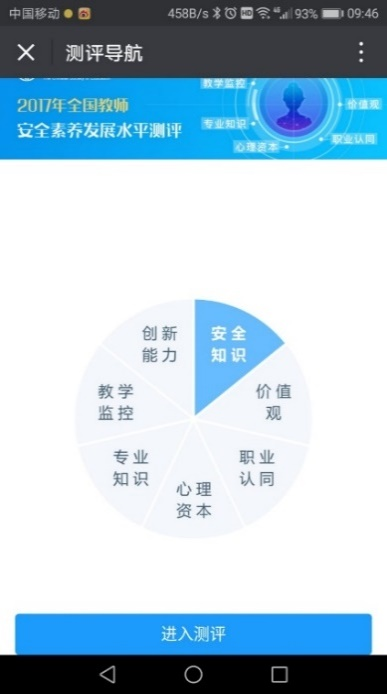 中国移动 458B/s HD 4G 93% 09:46
测评导航
教学监控
2017年全国教师
安全素养发展水平测评
价值观
专业知识
职业认同
心理资本
创新
能力
安全
知识
教学
监控
价值
观
专业
知识
职业
认同
心理
资本
进入测评